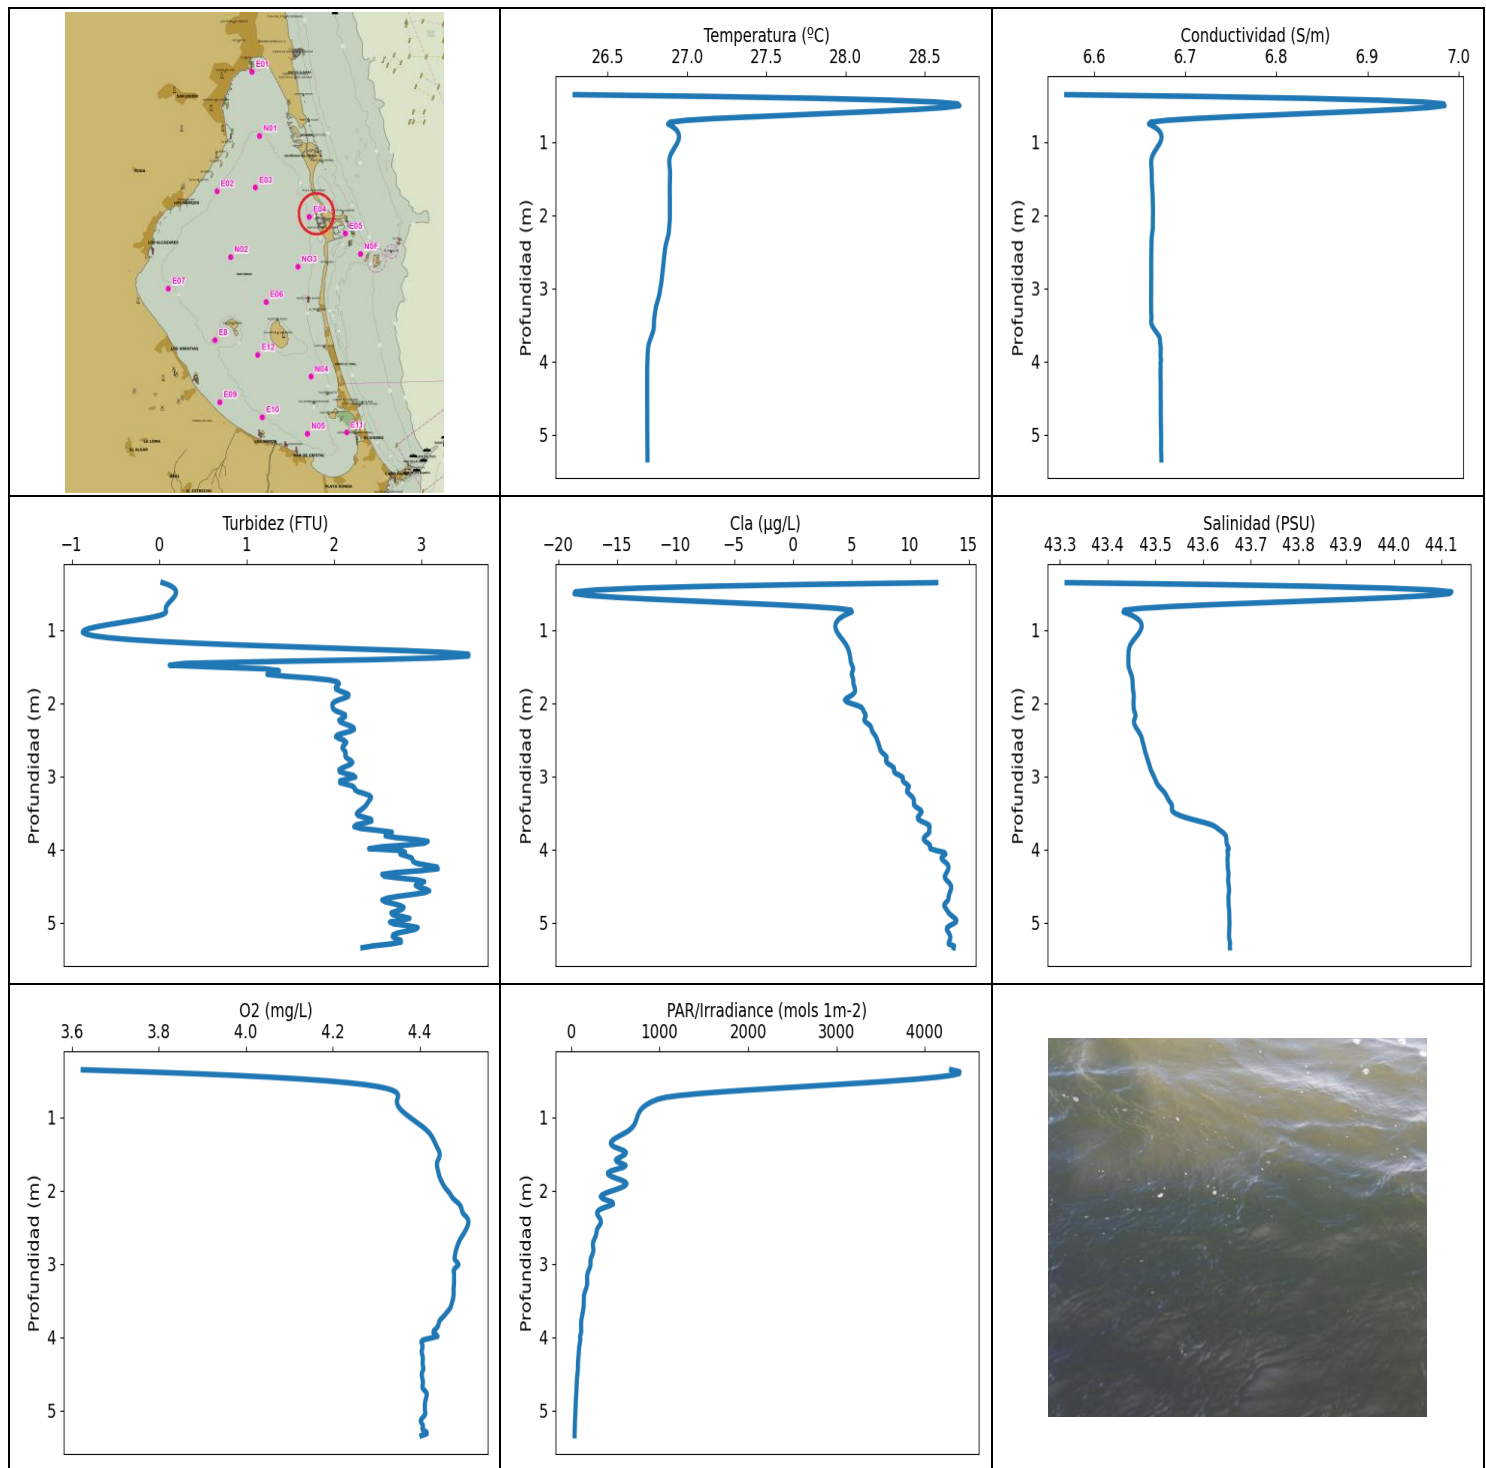 E01
N01
E02
E03
E04
E05
N5F
N02
NO3
E07
E06
E8
E12
N04
E09
E10
N05
E11
Temperatura (ºC)
26.5 27.0 27.5 28.0 28.5
Profundidad (m)
1
2
3
4
5
Conductividad (S/m)
6.6 6.7 6.8 6.9 7.0
Profundidad (m)
1
2
3
4
5
Turbidez (FTU)
−1 0 1 2 3
Profundidad (m)
1
2
3
4
5
Cla (µg/L)
−20 −15 −10 −5 0 5 10 15
Profundidad (m)
1
2
3
4
5
Salinidad (PSU)
43.3 43.4 43.5 43.6 43.7 43.8 43.9 44.0 44.1
Profundidad (m)
1
2
3
4
5
O2 (mg/L)
3.6 3.8 4.0 4.2 4.4
Profundidad (m)
1
2
3
4
5
PAR/Irradiance (mols 1m-2)
0 1000 2000 3000 4000
Profundidad (m)
1
2
3
4
5